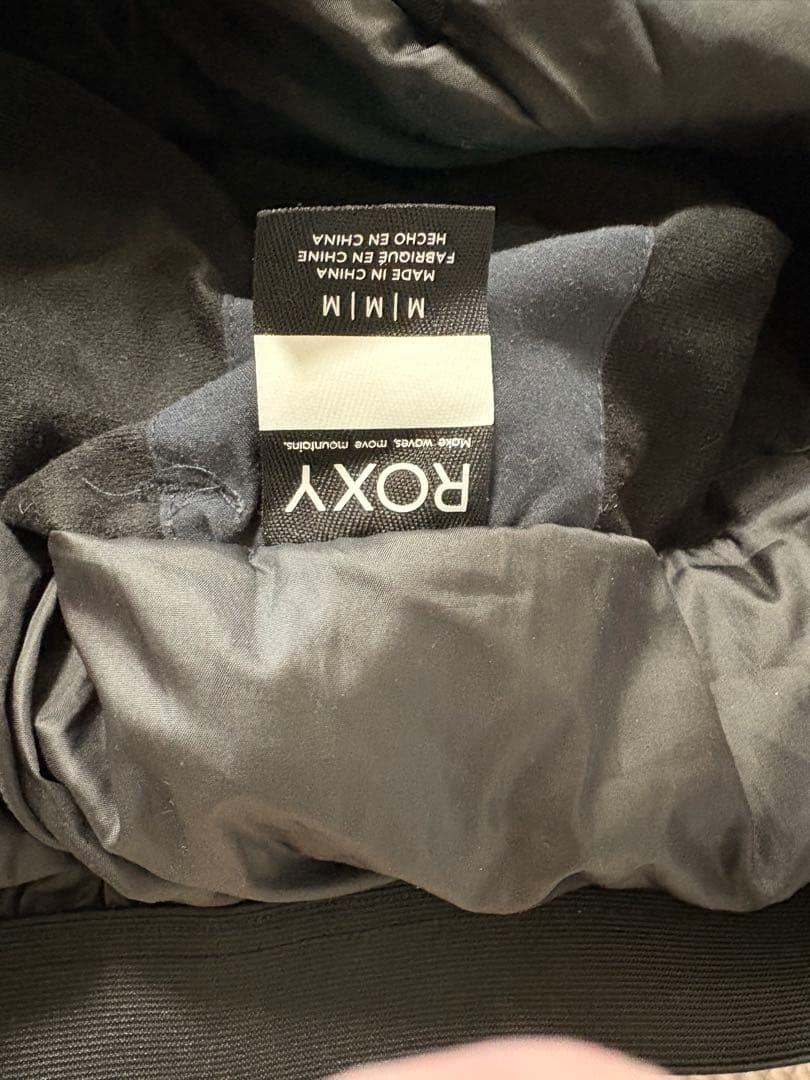 ROXY
Make waves, move mountains.
M | M | M
MADE IN CHINA
FABRIQUÉ EN CHINE
HECHO EN CHINA